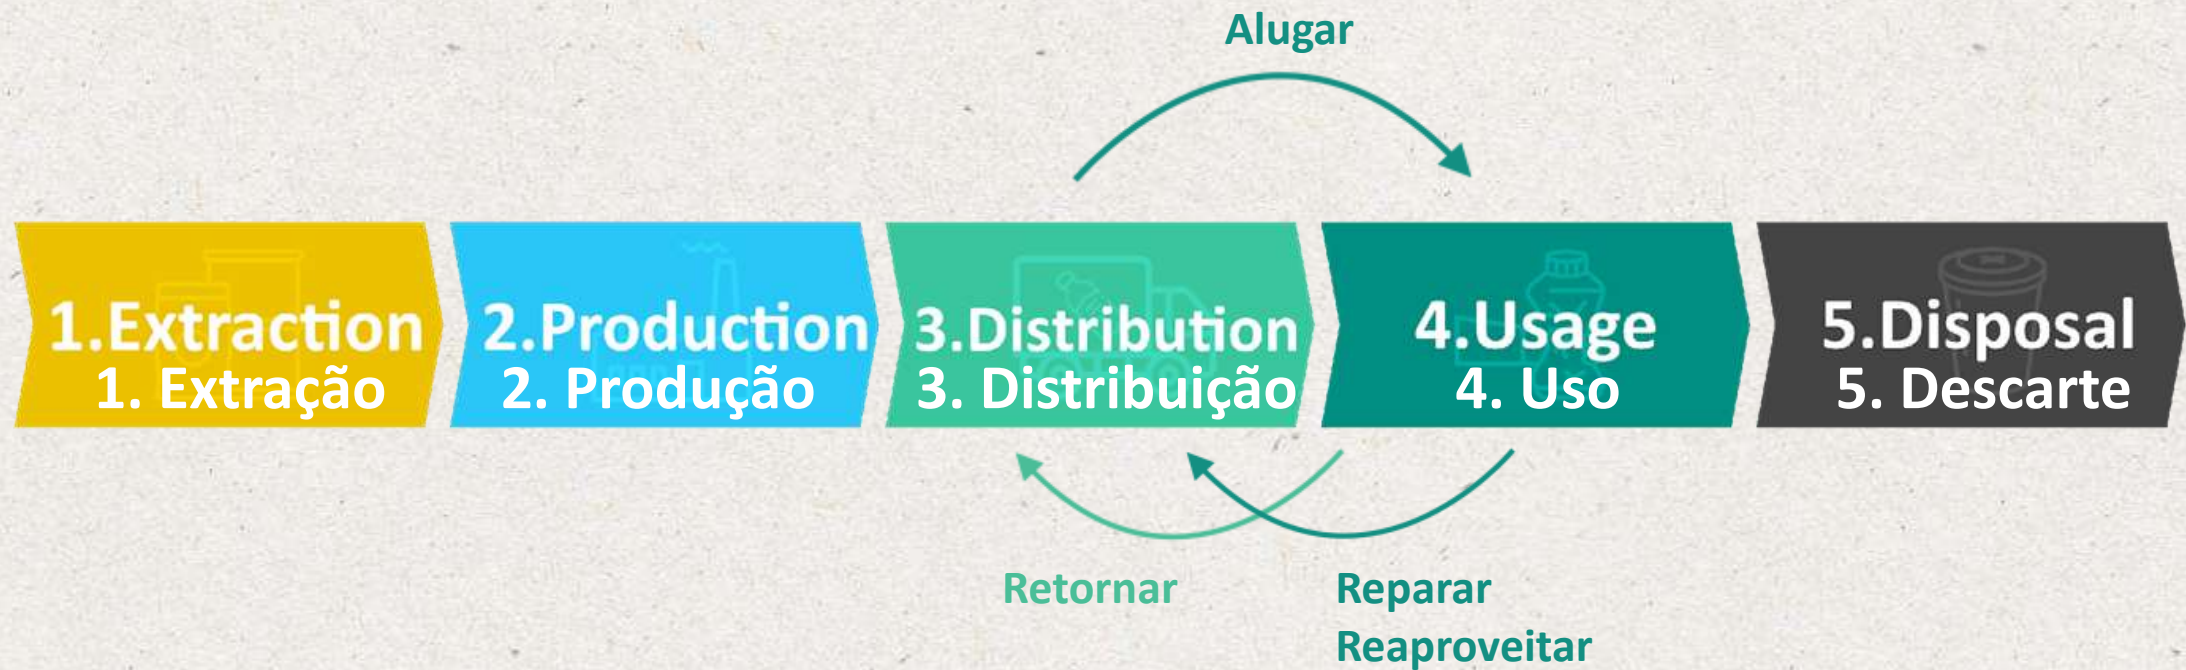 Alugar
1.Extraction
1. Extração
2.Production
2. Produção
3.Distribution
3. Distribuição
4.Usage
4. Uso
5.Disposal
5. Descarte
Retornar
Reparar
Reaproveitar